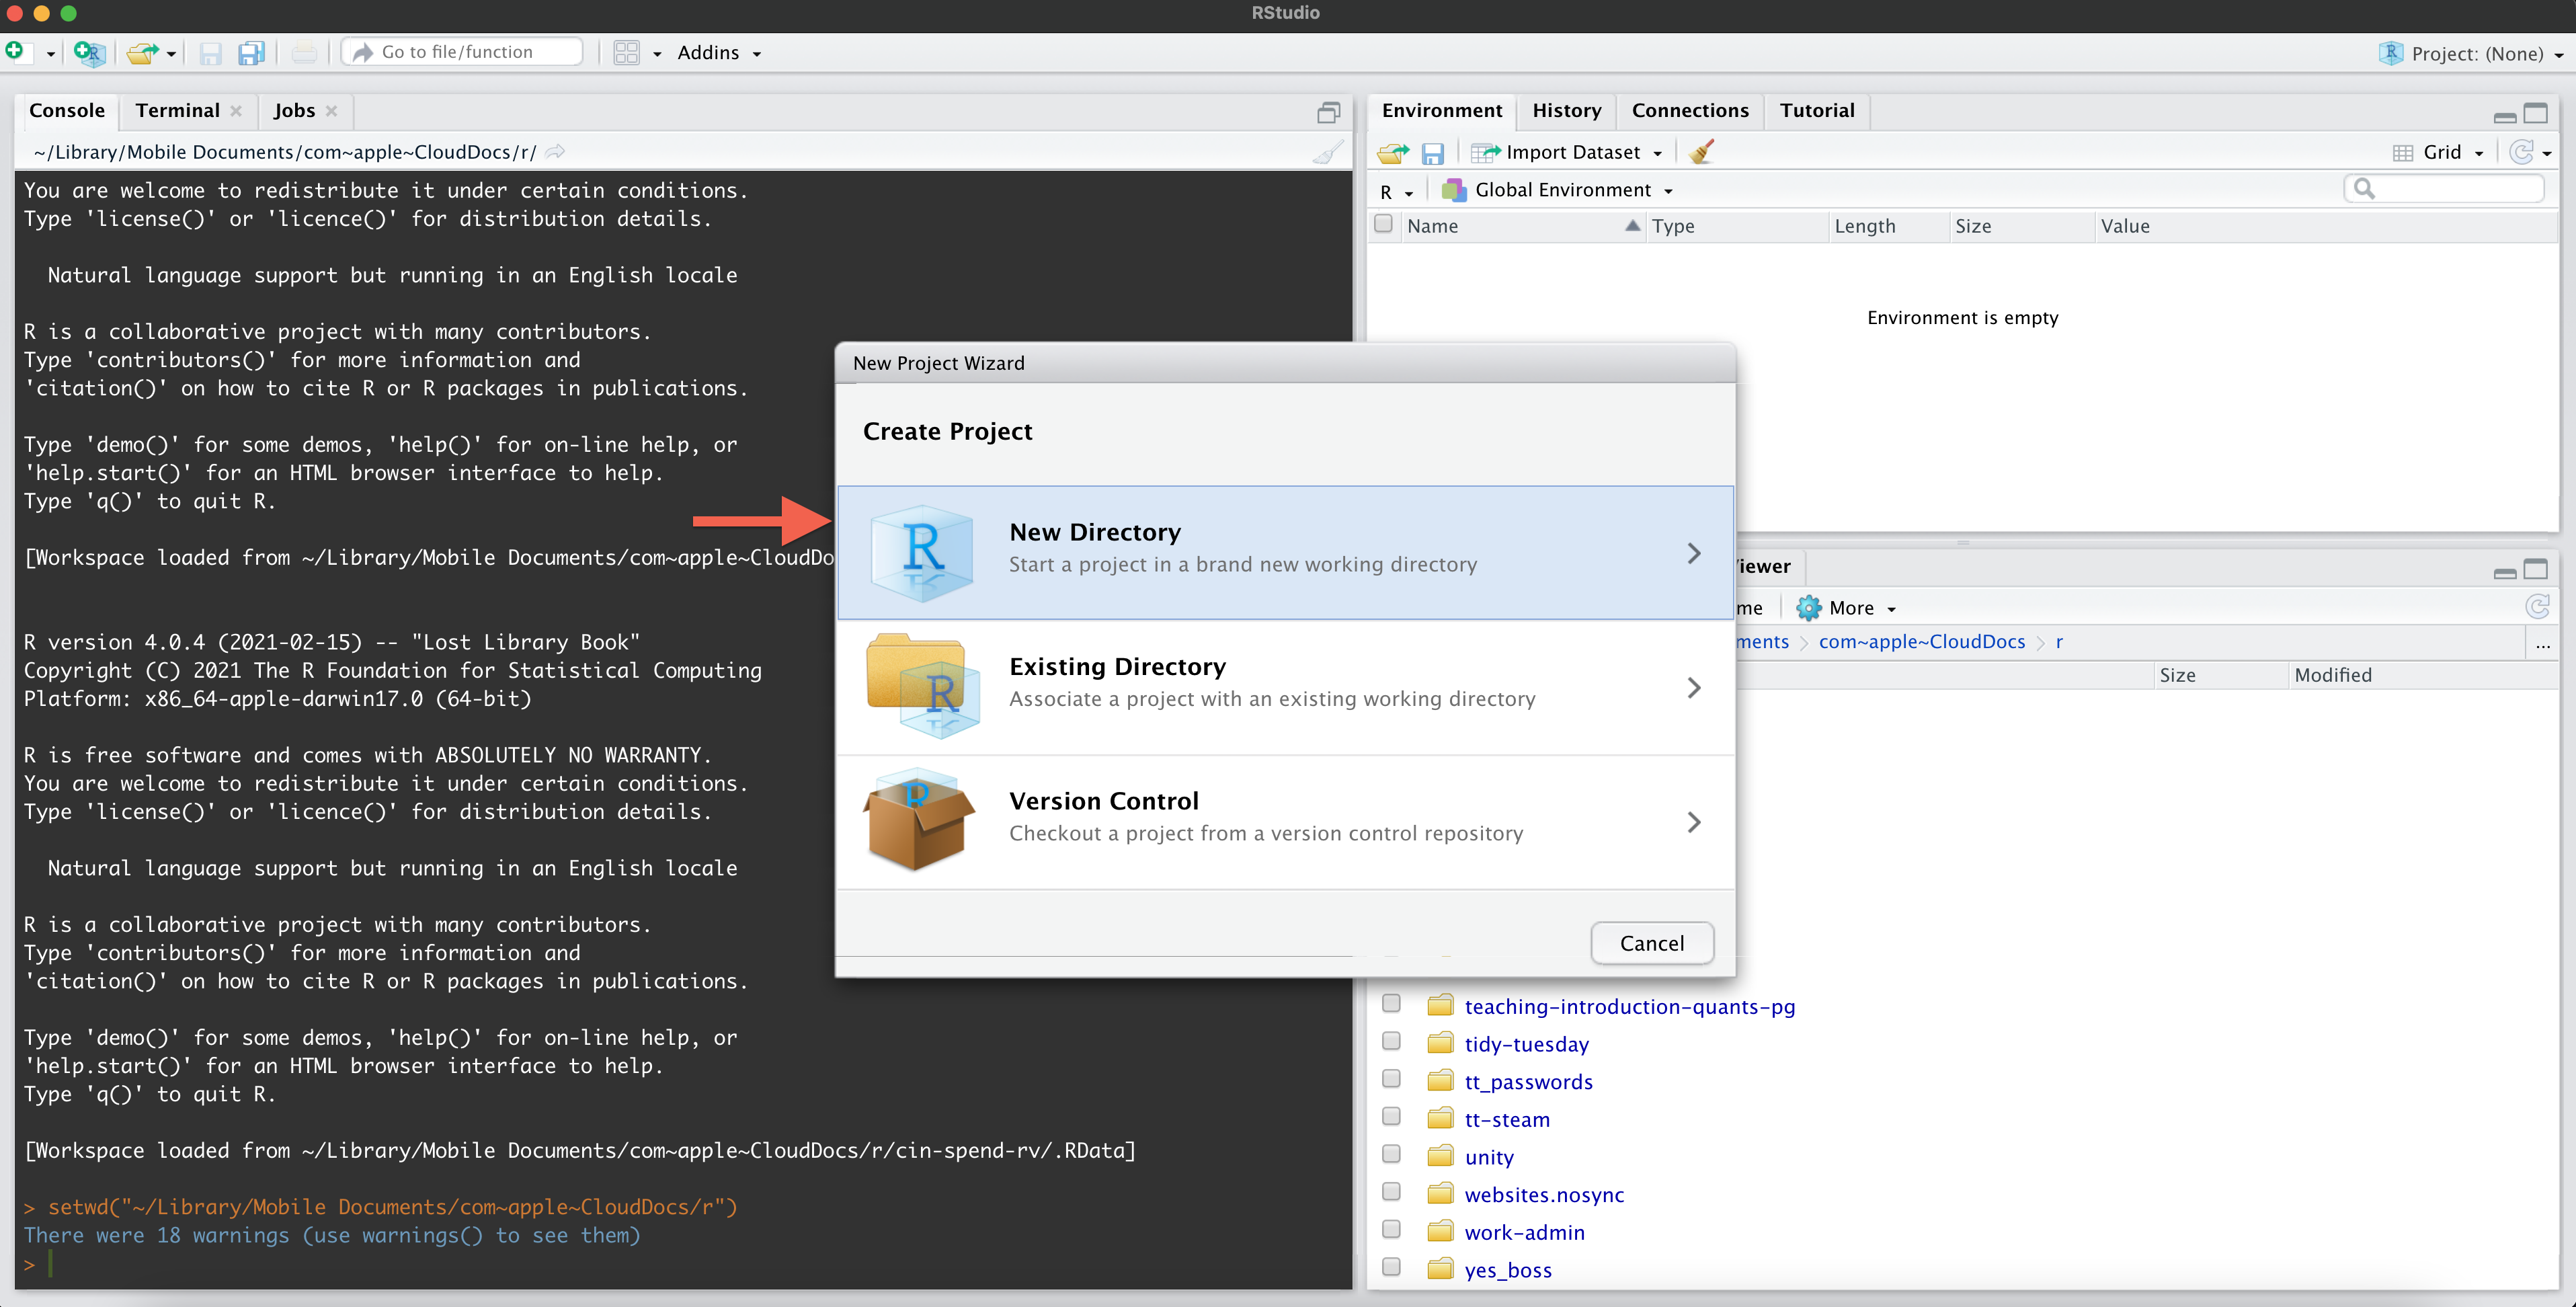 RStudio
Go to file/function
Addins
Project: (None)
Console
Terminal
Jobs
~/Library/Mobile Documents/com~apple~CloudDocs/r/
You are welcome to redistribute it under certain conditions.
Type 'license()' or 'licence()' for distribution details.
Natural language support but running in an English locale
R is a collaborative project with many contributors.
Type 'contributors()' for more information and
'citation()' on how to cite R or R packages in publications.
Type 'demo()' for some demos, 'help()' for on-line help, or
'help.start()' for an HTML browser interface to help.
Type 'q()' to quit R.
[Workspace loaded from ~/Library/Mobile Documents/com~apple~CloudDo
R version 4.0.4 (2021-02-15) -- "Lost Library Book"
Copyright (C) 2021 The R Foundation for Statistical Computing
Platform: x86_64-apple-darwin17.0 (64-bit)
R is free software and comes with ABSOLUTELY NO WARRANTY.
You are welcome to redistribute it under certain conditions.
Type 'license()' or 'licence()' for distribution details.
Natural language support but running in an English locale
R is a collaborative project with many contributors.
Type 'contributors()' for more information and
'citation()' on how to cite R or R packages in publications.
Type 'demo()' for some demos, 'help()' for on-line help, or
'help.start()' for an HTML browser interface to help.
Type 'q()' to quit R.
[Workspace loaded from ~/Library/Mobile Documents/com~apple~CloudDocs/r/cin-spend-rv/.RData]
> setwd("~/Library/Mobile Documents/com~apple~CloudDocs/r")
There were 18 warnings (use warnings() to see them)
>
New Project Wizard
Create Project
New Directory
Start a project in a brand new working directory
Existing Directory
Associate a project with an existing working directory
Version Control
Checkout a project from a version control repository
Cancel
Environment
History
Connections
Tutorial
Import Dataset
Grid
R
Global Environment
Name
Type
Length
Size
Value
Environment is empty
iewer
me
More
ments
com~apple~CloudDocs
r
...
Size
Modified
teaching-introduction-quants-pg
tidy-tuesday
tt_passwords
tt-steam
unity
websites.nosync
work-admin
yes_boss